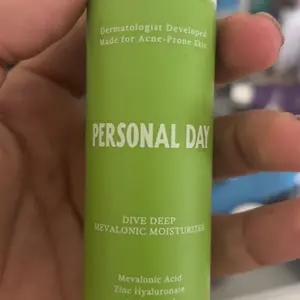 Dermatologist Developed
Made for Acne-Prone Skin
PERSONAL DAY
DIVE DEEP
MEVALONIC MOISTURIZER
Mevalonic Acid
Zinc Hyaluronate